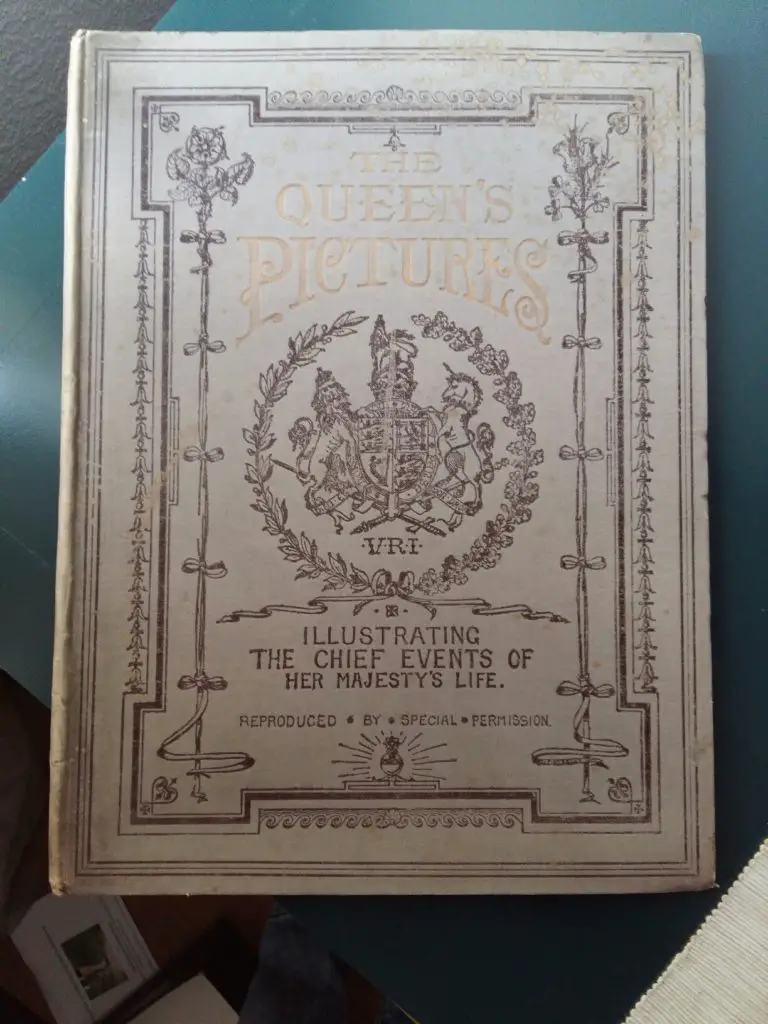 THE
QUEEN'S
PICTURES
·V·R·I·
ILLUSTRATING
THE CHIEF EVENTS OF
HER MAJESTY'S LIFE.
REPRODUCED • BY • SPECIAL • PERMISSION.